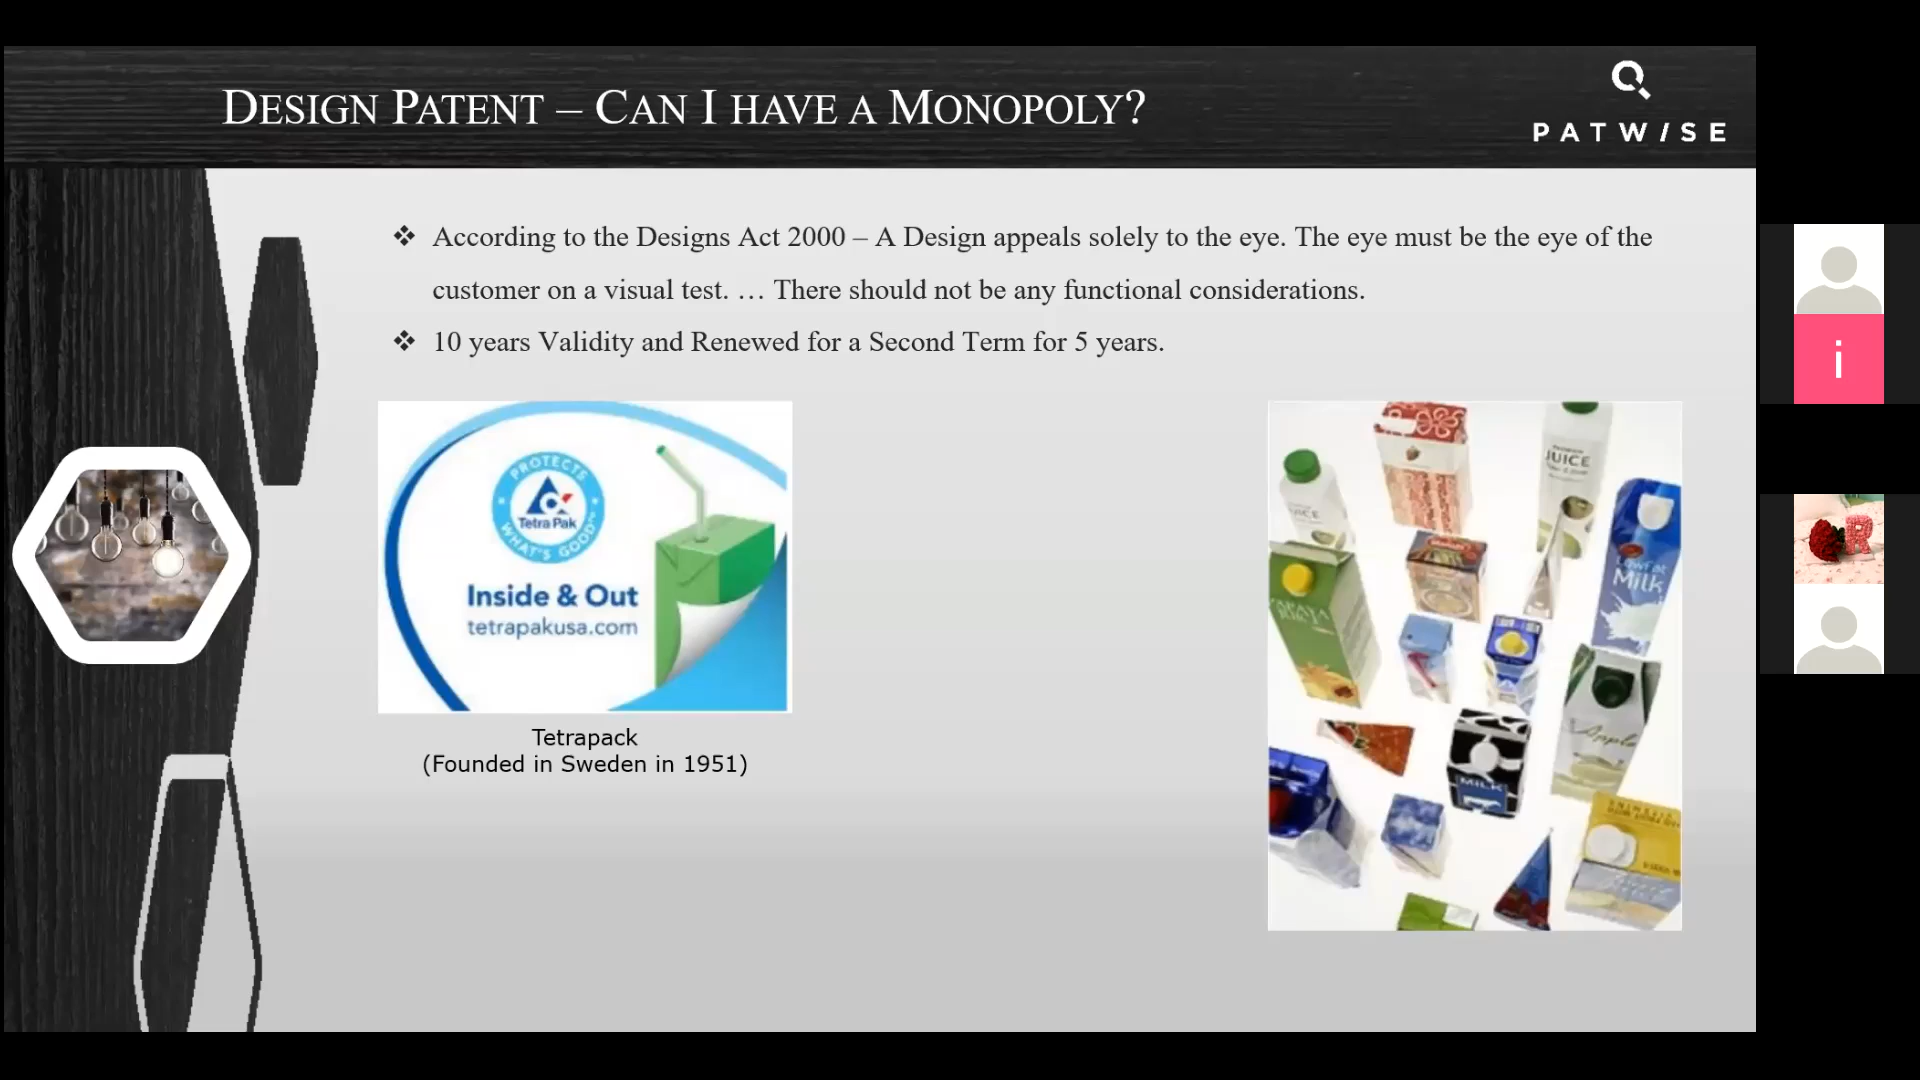 DESIGN PATENT – CAN I HAVE A MONOPOLY?
PATWISE
❖ According to the Designs Act 2000 – A Design appeals solely to the eye. The eye must be the eye of the
customer on a visual test. … There should not be any functional considerations.
❖ 10 years Validity and Renewed for a Second Term for 5 years.
PROTECTS
Tetra Pak
WHAT'S GOOD
Inside & Out
tetrapakusa.com
Tetrapack
(Founded in Sweden in 1951)
JUICE
LowFat
Milk
Apple
MILK
i
R